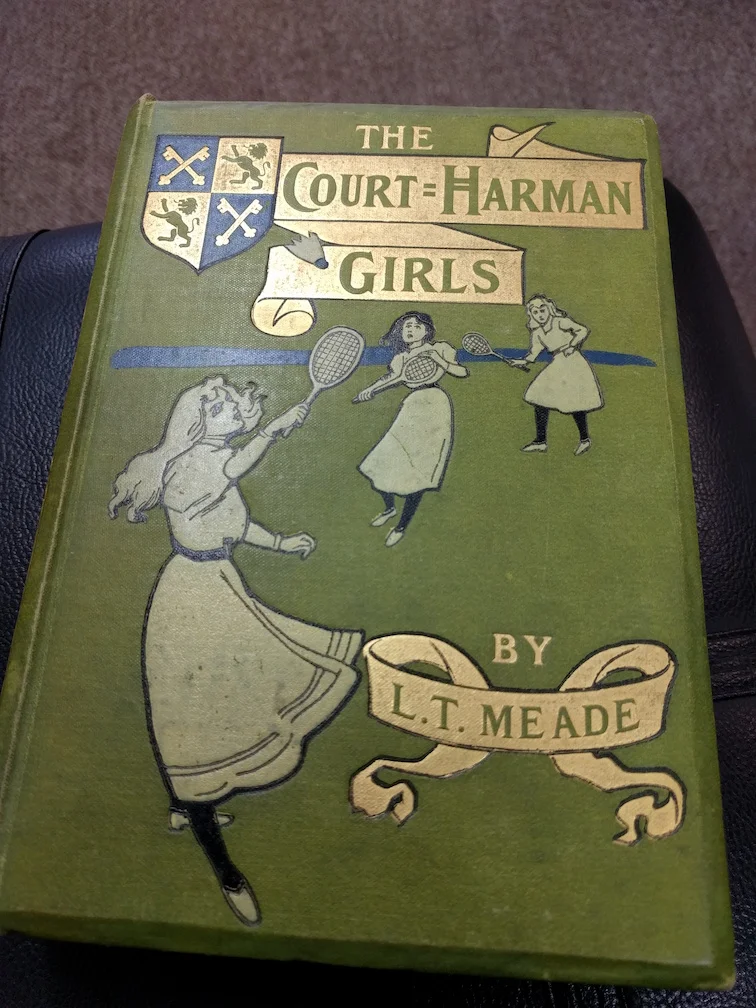 THE
COURT=HARMAN
GIRLS
BY
L.T. MEADE